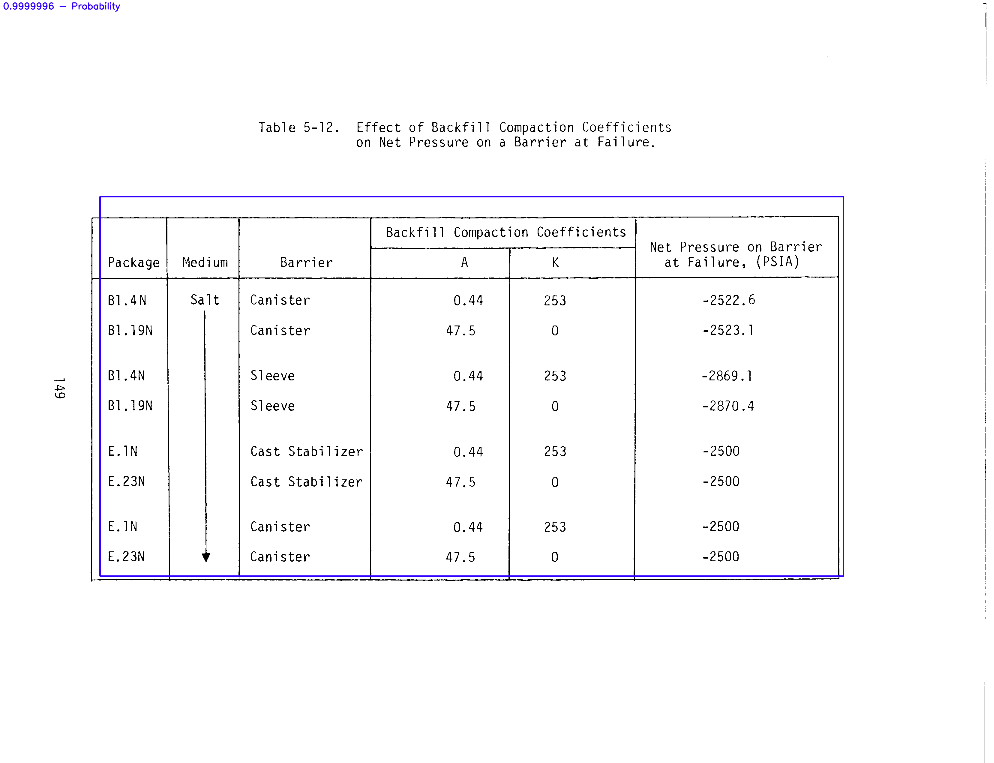 0.9999996 — Probability
Table 5-12. Effect of Backfill Compaction Coefficients
on Net Pressure on a Barrier at Failure.
Backfill Compaction Coefficients
Net Pressure on Barrier
Package Medium Barrier A K at Failure, (PSIA)
B1.4N Salt Canister 0.44 253 -2522.6
B1.19N Canister 47.5 0 -2523.1
B1.4N Sleeve 0.44 253 -2869.1
B1.19N Sleeve 47.5 0 -2870.4
E.1N Cast Stabilizer 0.44 253 -2500
E.23N Cast Stabilizer 47.5 0 -2500
E.1N Canister 0.44 253 -2500
E.23N Canister 47.5 0 -2500
149